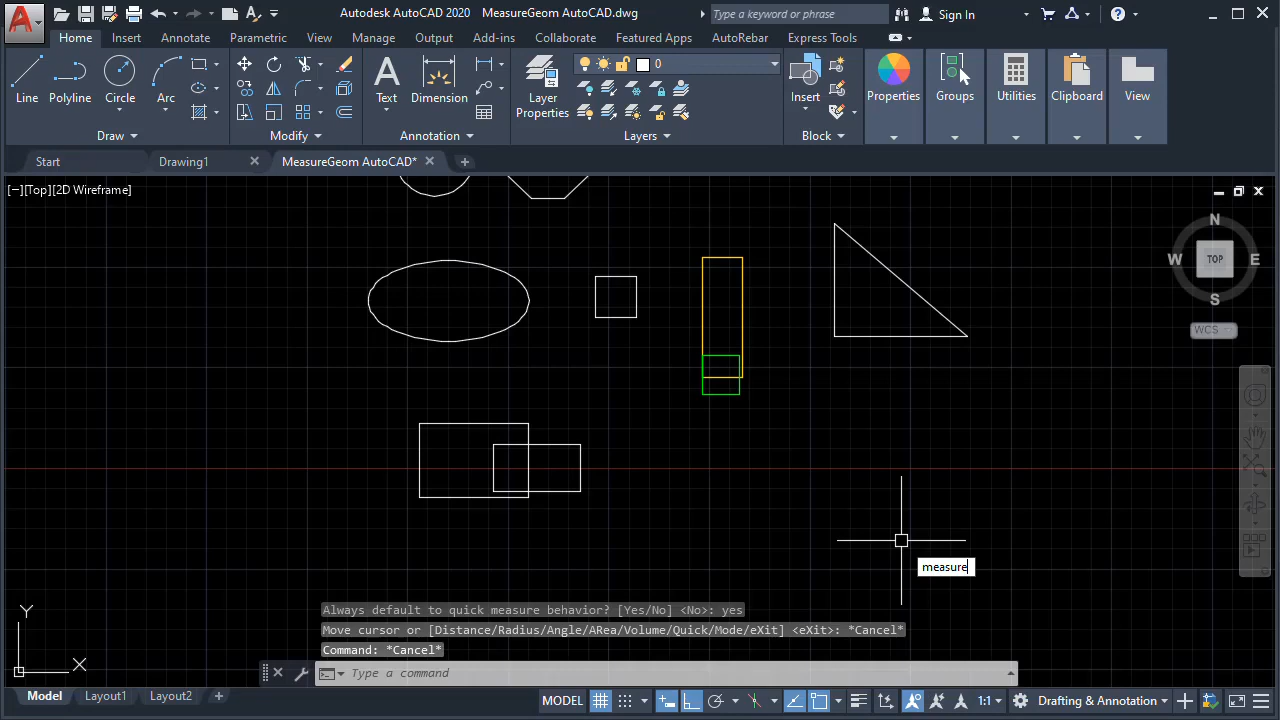 Autodesk AutoCAD 2020 MeasureGeom AutoCAD.dwg Type a keyword or phrase Sign In
Home Insert Annotate Parametric View Manage Output Add-ins Collaborate Featured Apps AutoRebar Express Tools
Line Polyline Circle Arc Text Dimension Layer Properties 0 Insert Properties Groups Utilities Clipboard View
Draw Modify Annotation Layers Block
Start Drawing1 MeasureGeom AutoCAD*
[−][Top][2D Wireframe]
N
W TOP E
S
WCS
measure
Always default to quick measure behavior? [Yes/No] <No>: yes
Move cursor or [Distance/Radius/Angle/ARea/Volume/Quick/Mode/eXit] <eXit>: *Cancel*
Command: *Cancel*
Type a command
Y
X
Model Layout1 Layout2 MODEL 1:1 Drafting & Annotation